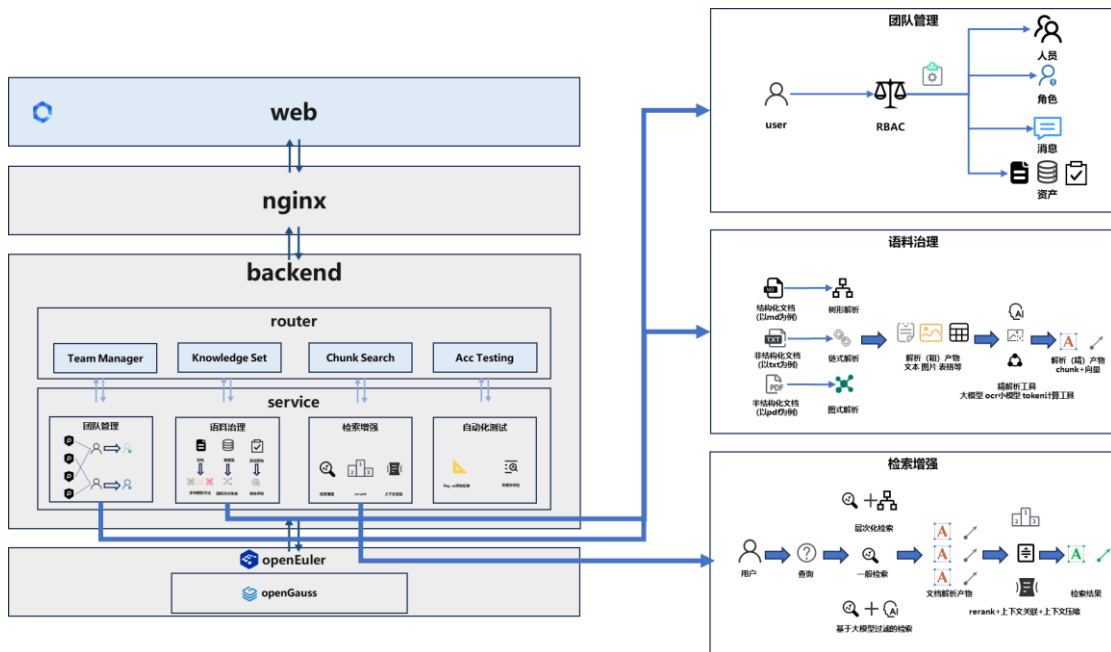 web
nginx
backend
router
Team Manager
Knowledge Set
Chunk Search
Acc Testing
service
团队管理
语料治理
检索增强
自动化测试
rerank
openEuler
openGauss
团队管理
user
RBAC
人员
角色
消息
资产
语料治理
MD
结构化文档
(以md为例)
树形解析
TXT
非结构化文档
(以txt为例)
链式解析
PDF
半结构化文档
(以pdf为例)
图式解析
解析（粗）产物
文本 图片 表格等
AI
精解析工具
大模型 ocr小模型 token计算工具
A
解析（精）产物
chunk+向量
检索增强
用户
查询
层次化检索
一般检索
AI
基于大模型过滤的检索
A
A
A
文档解析产物
2 1 3
rerank+上下文关联+上下文压缩
A
检索结果